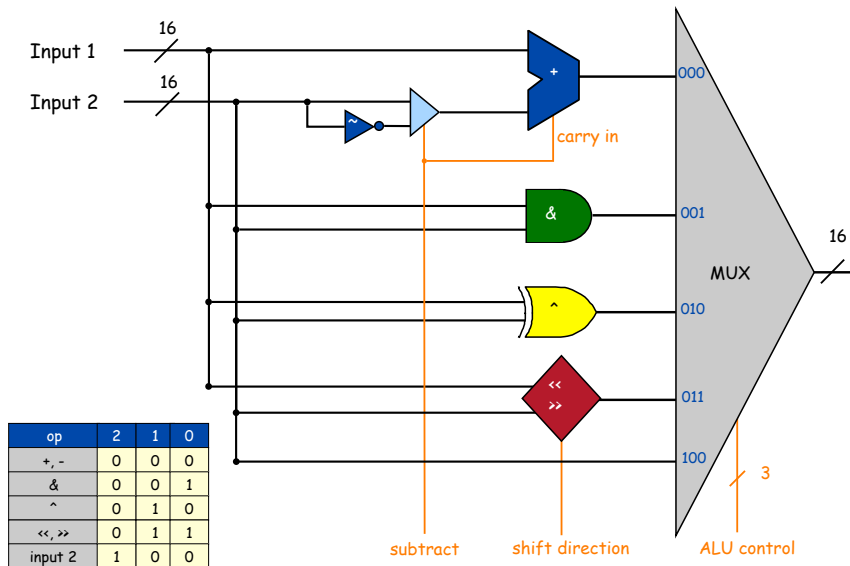 16
Input 1
16
Input 2
~
+
000
carry in
&
001
16
MUX
^
010
<<
>>
011
100
3
subtract
shift direction
ALU control
op 2 1 0
+, - 0 0 0
& 0 0 1
^ 0 1 0
<<, >> 0 1 1
input 2 1 0 0